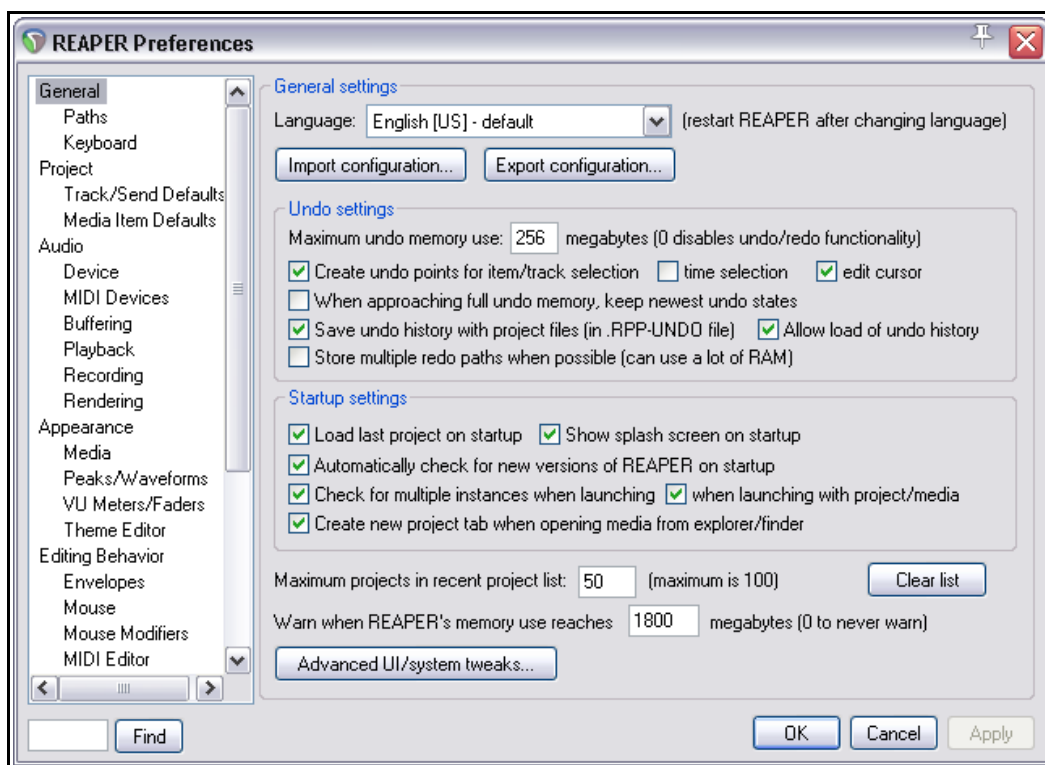 REAPER Preferences
General
Paths
Keyboard
Project
Track/Send Defaults
Media Item Defaults
Audio
Device
MIDI Devices
Buffering
Playback
Recording
Rendering
Appearance
Media
Peaks/Waveforms
VU Meters/Faders
Theme Editor
Editing Behavior
Envelopes
Mouse
Mouse Modifiers
MIDI Editor
Find
General settings
Language: English [US] - default (restart REAPER after changing language)
Import configuration... Export configuration...
Undo settings
Maximum undo memory use: 256 megabytes (0 disables undo/redo functionality)
Create undo points for item/track selection time selection edit cursor
When approaching full undo memory, keep newest undo states
Save undo history with project files (in .RPP-UNDO file) Allow load of undo history
Store multiple redo paths when possible (can use a lot of RAM)
Startup settings
Load last project on startup Show splash screen on startup
Automatically check for new versions of REAPER on startup
Check for multiple instances when launching when launching with project/media
Create new project tab when opening media from explorer/finder
Maximum projects in recent project list: 50 (maximum is 100) Clear list
Warn when REAPER's memory use reaches 1800 megabytes (0 to never warn)
Advanced UI/system tweaks...
OK Cancel Apply